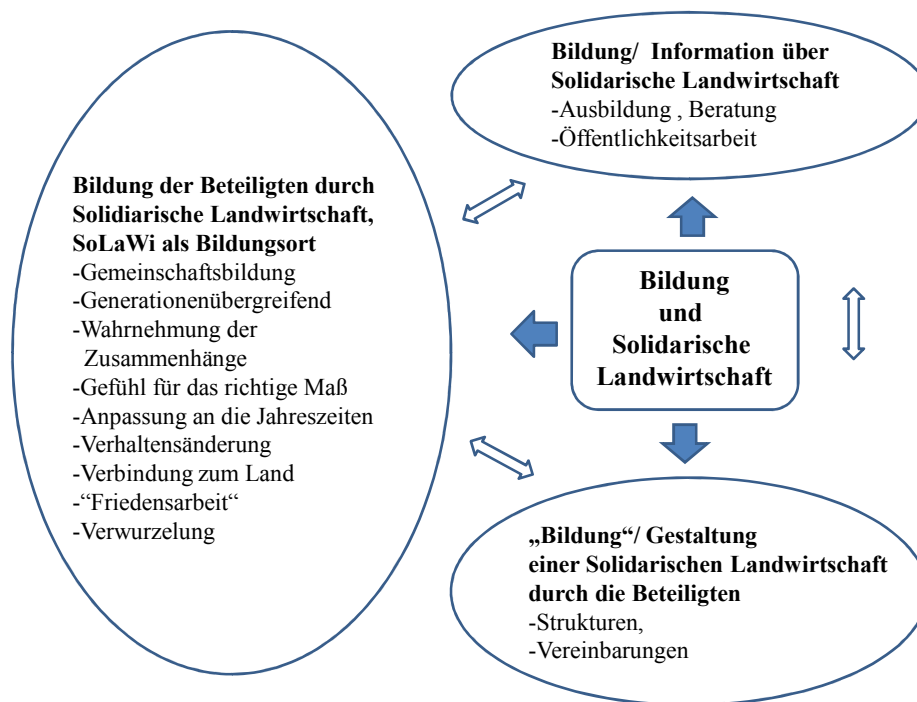 Bildung/ Information über
Solidarische Landwirtschaft
-Ausbildung , Beratung
-Öffentlichkeitsarbeit
Bildung der Beteiligten durch
Solidiarische Landwirtschaft,
SoLaWi als Bildungsort
-Gemeinschaftsbildung
-Generationenübergreifend
-Wahrnehmung der
Zusammenhänge
-Gefühl für das richtige Maß
-Anpassung an die Jahreszeiten
-Verhaltensänderung
-Verbindung zum Land
-“Friedensarbeit“
-Verwurzelung
Bildung
und
Solidarische
Landwirtschaft
„Bildung“/ Gestaltung
einer Solidarischen Landwirtschaft
durch die Beteiligten
-Strukturen,
-Vereinbarungen